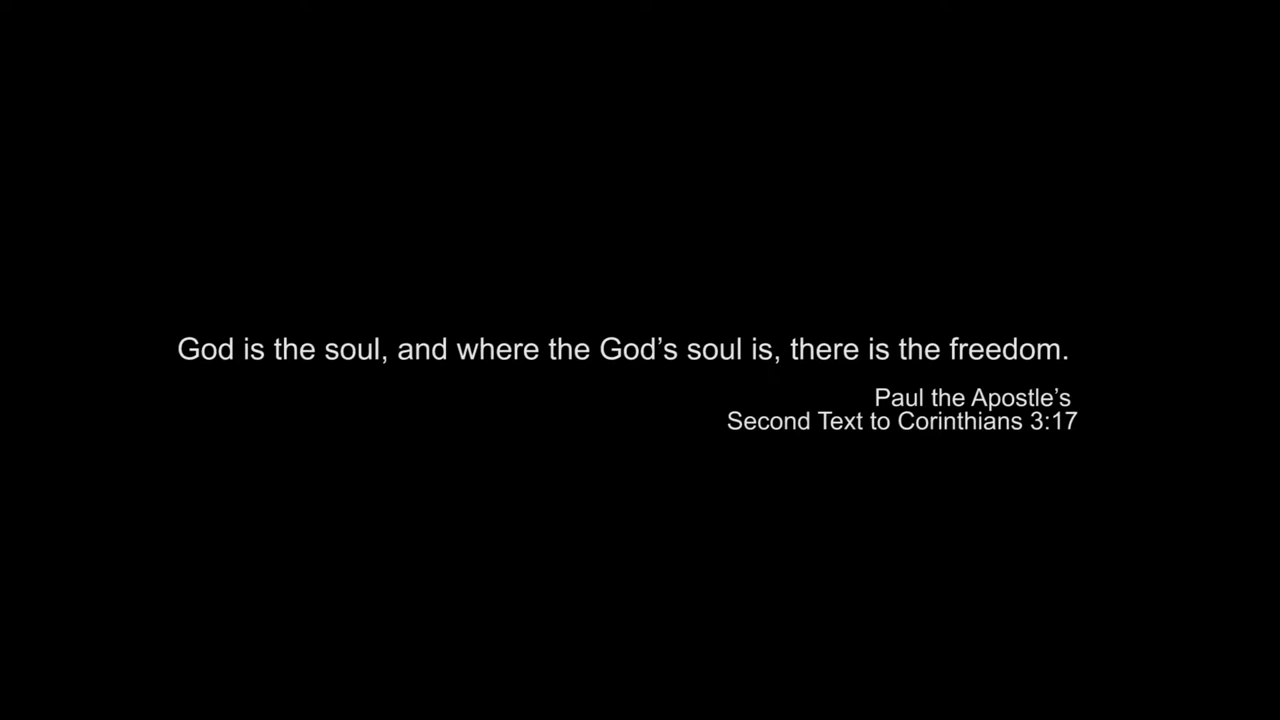 God is the soul, and where the God’s soul is, there is the freedom.
Paul the Apostle’s
Second Text to Corinthians 3:17